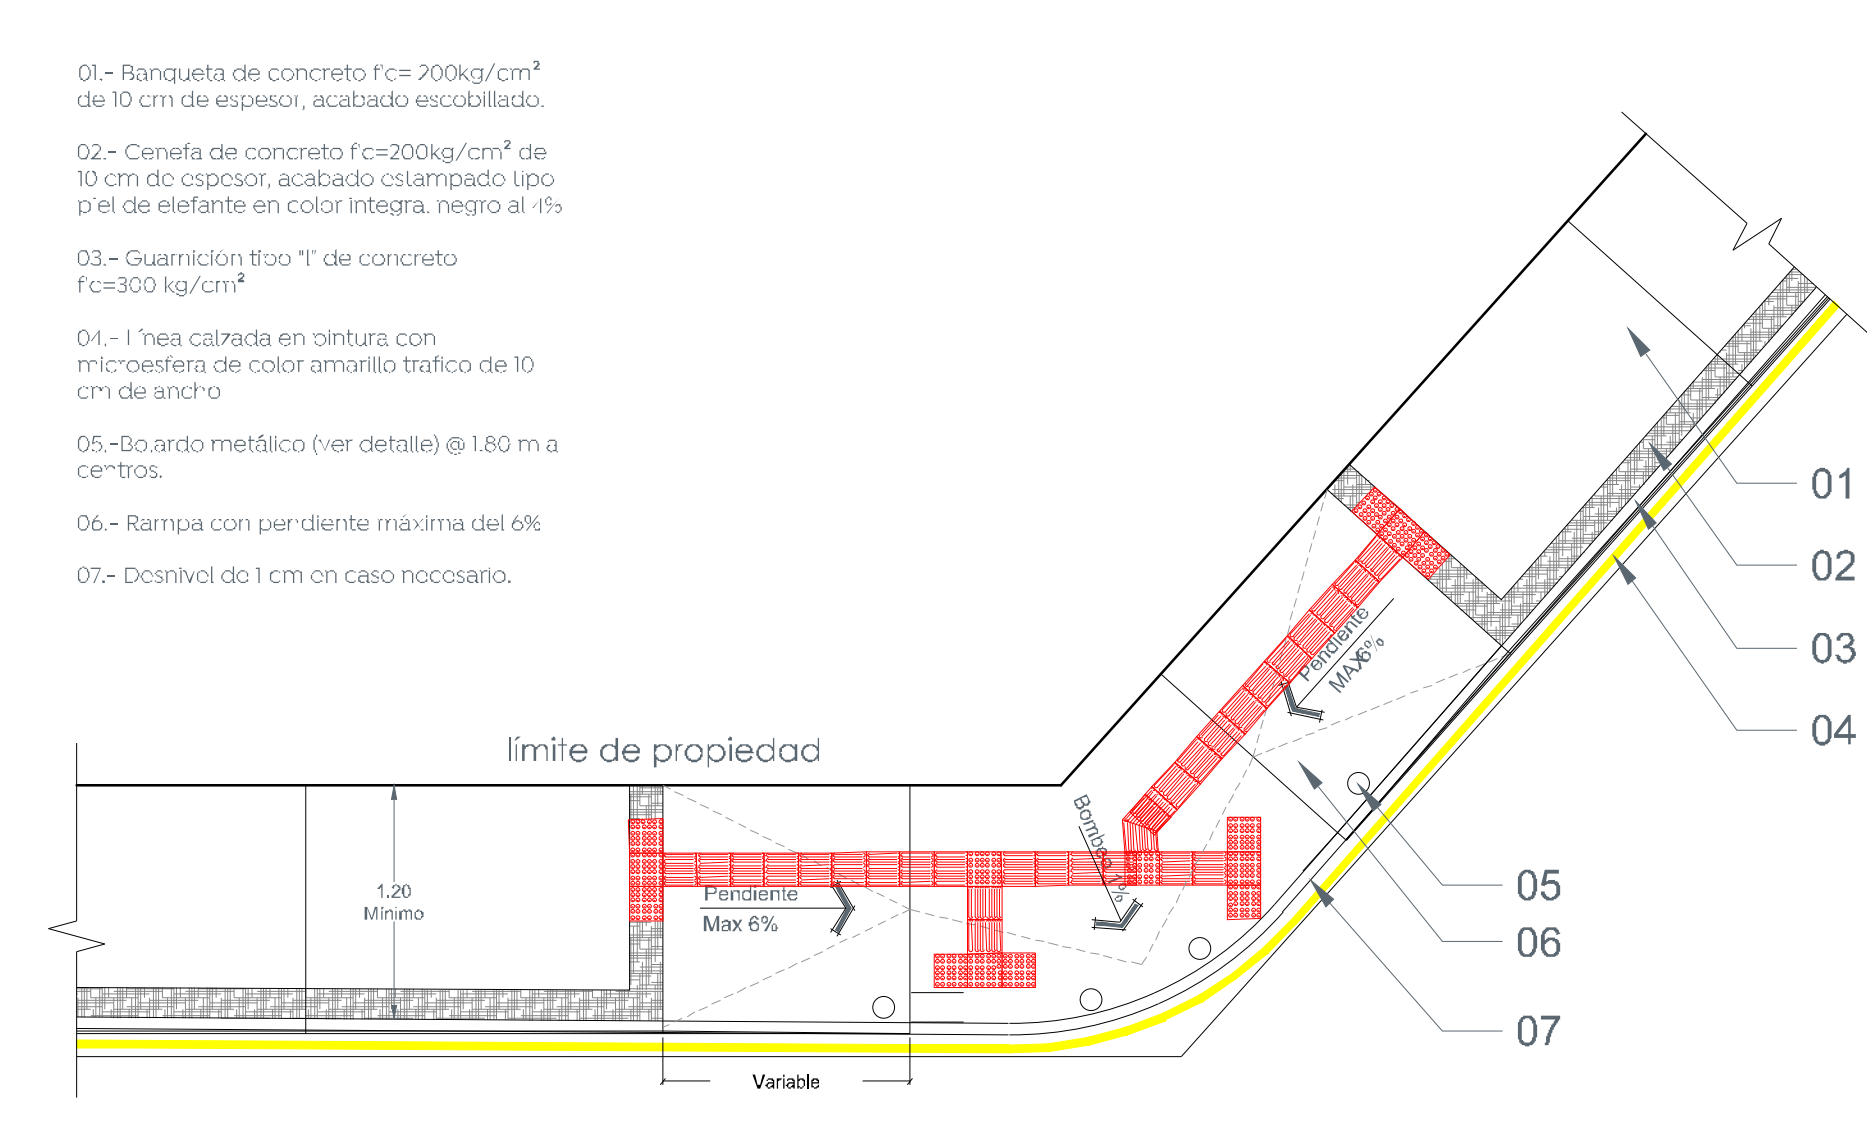 01.- Banqueta de concreto f'c= 200kg/cm²
de 10 cm de espesor, acabado escobillado.
02.- Cenefa de concreto f'c=200kg/cm² de
10 cm de espesor, acabado estampado tipo
piel de elefante en color integral negro al 4%
03.- Guarnición tipo "I" de concreto
f'c=300 kg/cm²
04.- Línea calzada en pintura con
microesfera de color amarillo trafico de 10
cm de ancho
05.-Bolardo metálico (ver detalle) @ 1.80 m a
centros.
06.- Rampa con pendiente máxima del 6%
07.- Desnivel de 1 cm en caso necesario.
01
02
03
04
Pendiente
MAX6%
límite de propiedad
Bombeo 1%
1.20
Mínimo
Pendiente
Max 6%
05
06
07
Variable